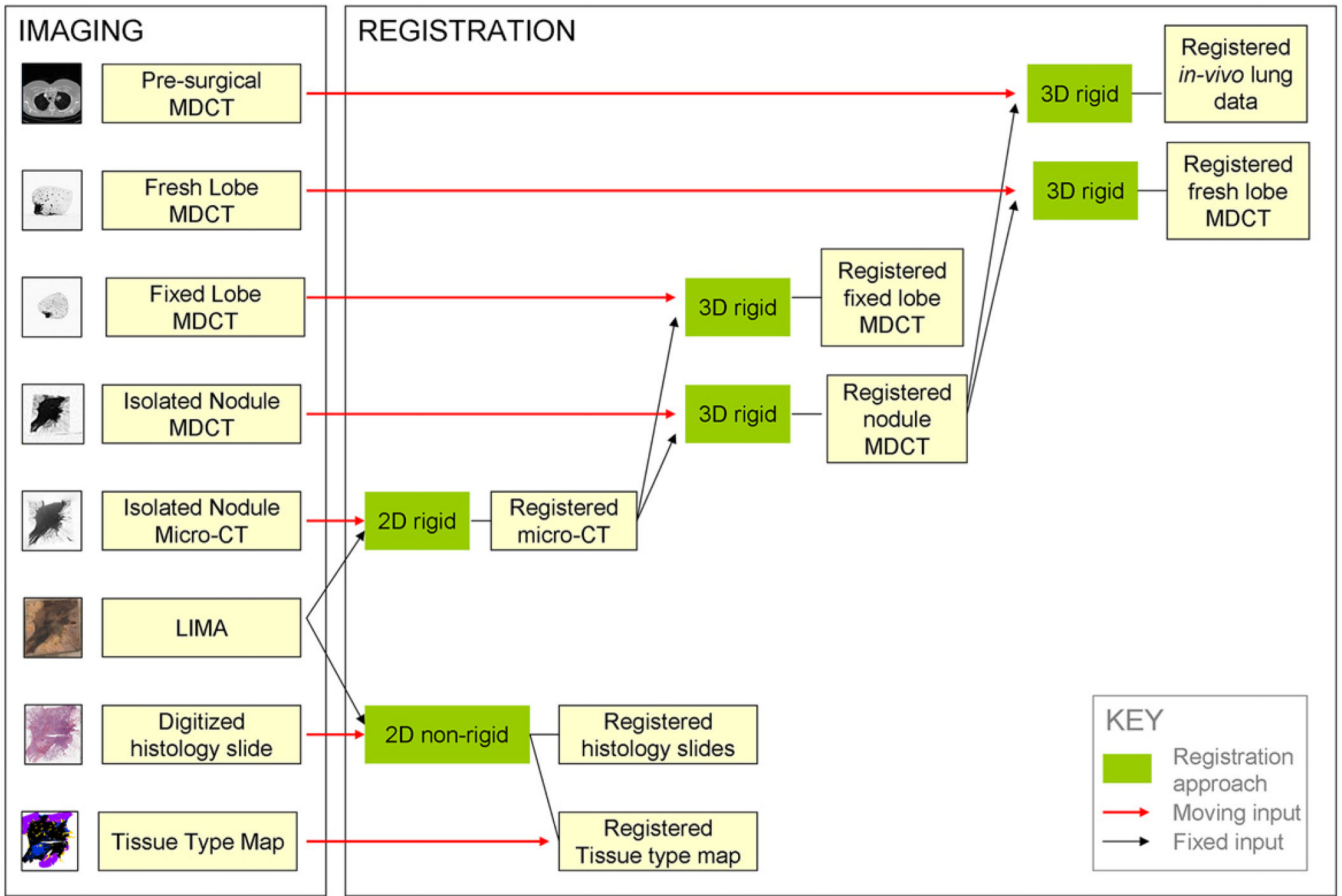 IMAGING
Pre-surgical
MDCT
Fresh Lobe
MDCT
Fixed Lobe
MDCT
Isolated Nodule
MDCT
Isolated Nodule
Micro-CT
LIMA
Digitized
histology slide
Tissue Type Map
REGISTRATION
3D rigid
Registered
in-vivo lung
data
3D rigid
Registered
fresh lobe
MDCT
3D rigid
Registered
fixed lobe
MDCT
3D rigid
Registered
nodule
MDCT
2D rigid
Registered
micro-CT
2D non-rigid
Registered
histology slides
Registered
Tissue type map
KEY
Registration
approach
Moving input
Fixed input